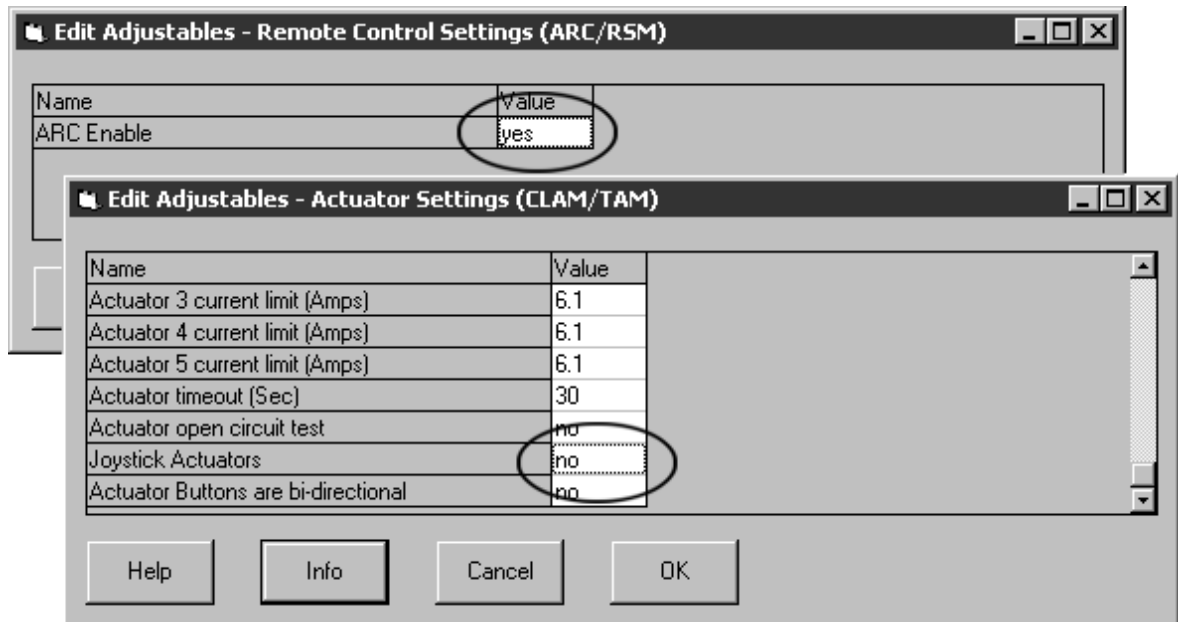 Edit Adjustables - Remote Control Settings (ARC/RSM)
Name Value
ARC Enable yes
Edit Adjustables - Actuator Settings (CLAM/TAM)
Name Value
Actuator 3 current limit (Amps) 6.1
Actuator 4 current limit (Amps) 6.1
Actuator 5 current limit (Amps) 6.1
Actuator timeout (Sec) 30
Actuator open circuit test no
Joystick Actuators no
Actuator Buttons are bi-directional no
Help Info Cancel OK